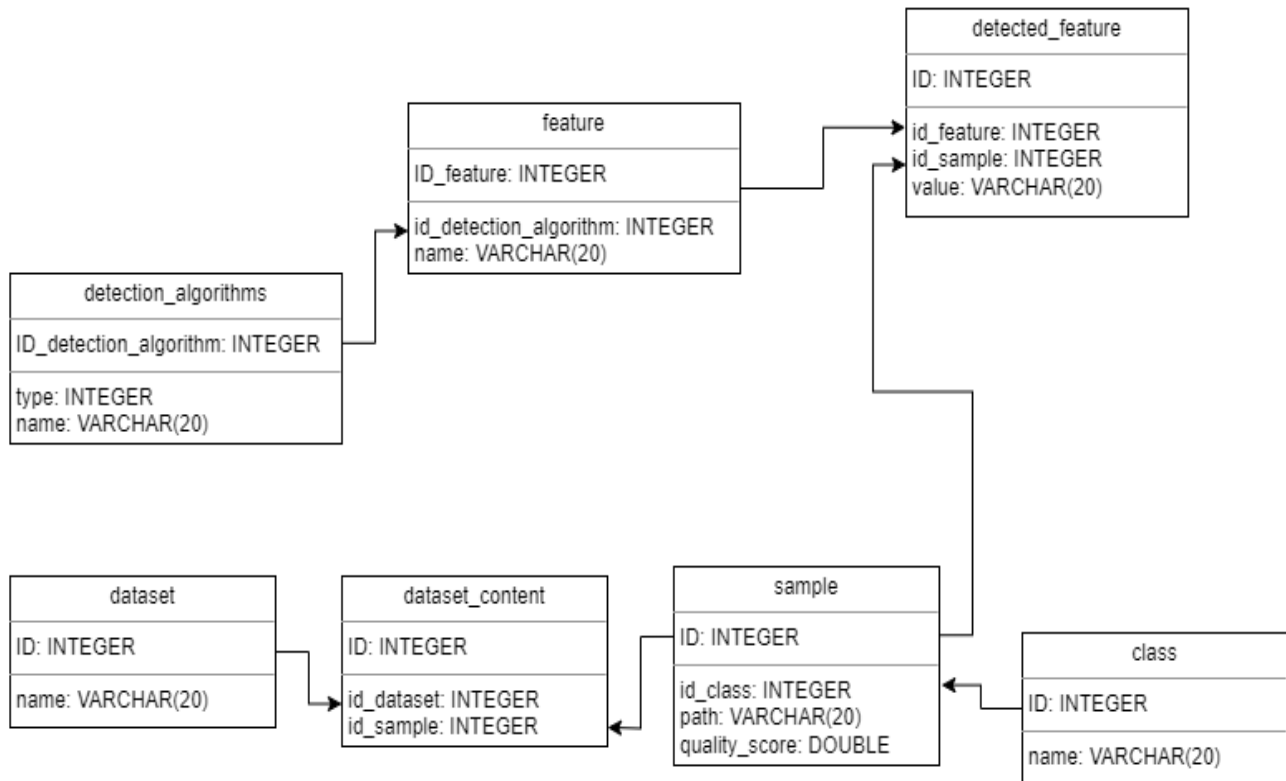 detected_feature
ID: INTEGER
id_feature: INTEGER
id_sample: INTEGER
value: VARCHAR(20)
feature
ID_feature: INTEGER
id_detection_algorithm: INTEGER
name: VARCHAR(20)
detection_algorithms
ID_detection_algorithm: INTEGER
type: INTEGER
name: VARCHAR(20)
dataset
ID: INTEGER
name: VARCHAR(20)
dataset_content
ID: INTEGER
id_dataset: INTEGER
id_sample: INTEGER
sample
ID: INTEGER
id_class: INTEGER
path: VARCHAR(20)
quality_score: DOUBLE
class
ID: INTEGER
name: VARCHAR(20)